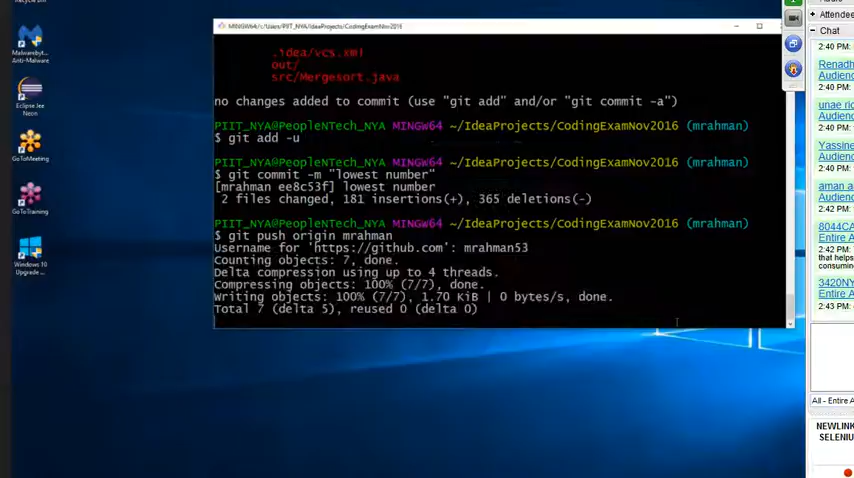 MINGW64:/c/Users/PIIT_NYA/IdeaProjects/CodingExamNov2016
.idea/vcs.xml
out/
src/Mergesort.java
no changes added to commit (use "git add" and/or "git commit -a")
PIIT_NYA@PeopleNTech_NYA MINGW64 ~/IdeaProjects/CodingExamNov2016 (mrahman)
$ git add -u
PIIT_NYA@PeopleNTech_NYA MINGW64 ~/IdeaProjects/CodingExamNov2016 (mrahman)
$ git commit -m "lowest number"
[mrahman ee8c53f] lowest number
2 files changed, 181 insertions(+), 365 deletions(-)
PIIT_NYA@PeopleNTech_NYA MINGW64 ~/IdeaProjects/CodingExamNov2016 (mrahman)
$ git push origin mrahman
Username for 'https://github.com': mrahman53
Counting objects: 7, done.
Delta compression using up to 4 threads.
Compressing objects: 100% (7/7), done.
Writing objects: 100% (7/7), 1.70 KiB | 0 bytes/s, done.
Total 7 (delta 5), reused 0 (delta 0)
Malwareb...
Anti-Malware
Eclipse Jee
Neon
GoToMeeting
GoToTraining
Windows 10
Upgrade ...
Attendee
Chat
2:40 PM:
Renadh
Audienc
2:40 PM:
unae ric
Audienc
2:40 PM:
Yassine
Audienc
2:40 PM:
aman a
Audienc
2:42 PM:
8044CA
Entire A
2:42 PM:
that helps
consuming
3420NY
Entire A
2:43 PM:
All - Entire A
NEWLINK
SELENIU